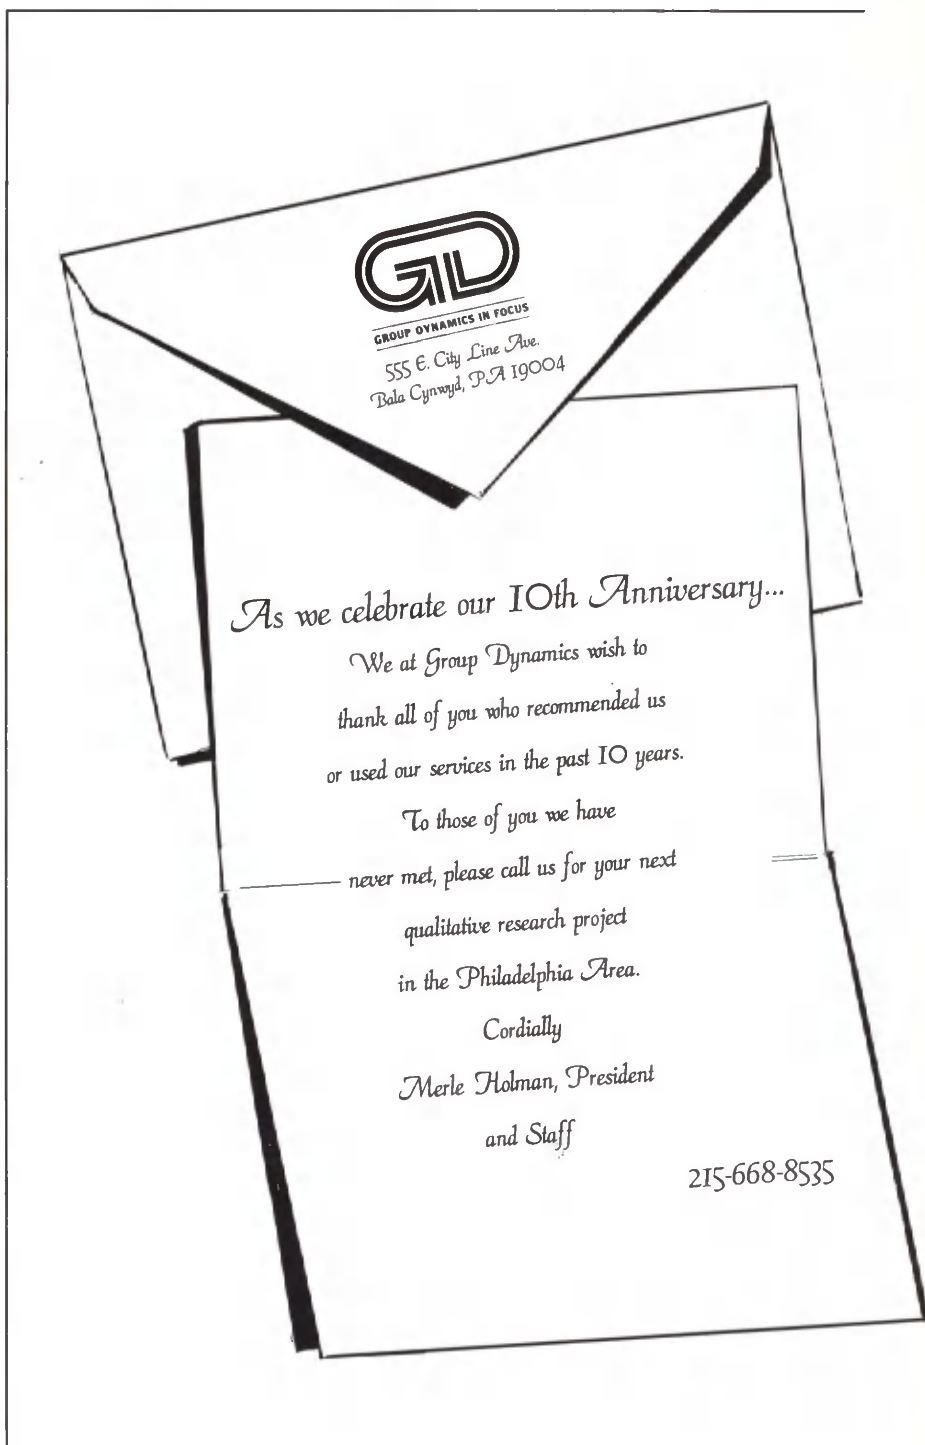 GD
GROUP DYNAMICS IN FOCUS
555 E. City Line Ave.
Bala Cynwyd, PA 19004
As we celebrate our 10th Anniversary...
We at Group Dynamics wish to
thank all of you who recommended us
or used our services in the past 10 years.
To those of you we have
never met, please call us for your next
qualitative research project
in the Philadelphia Area.
Cordially
Merle Holman, President
and Staff
215-668-8535